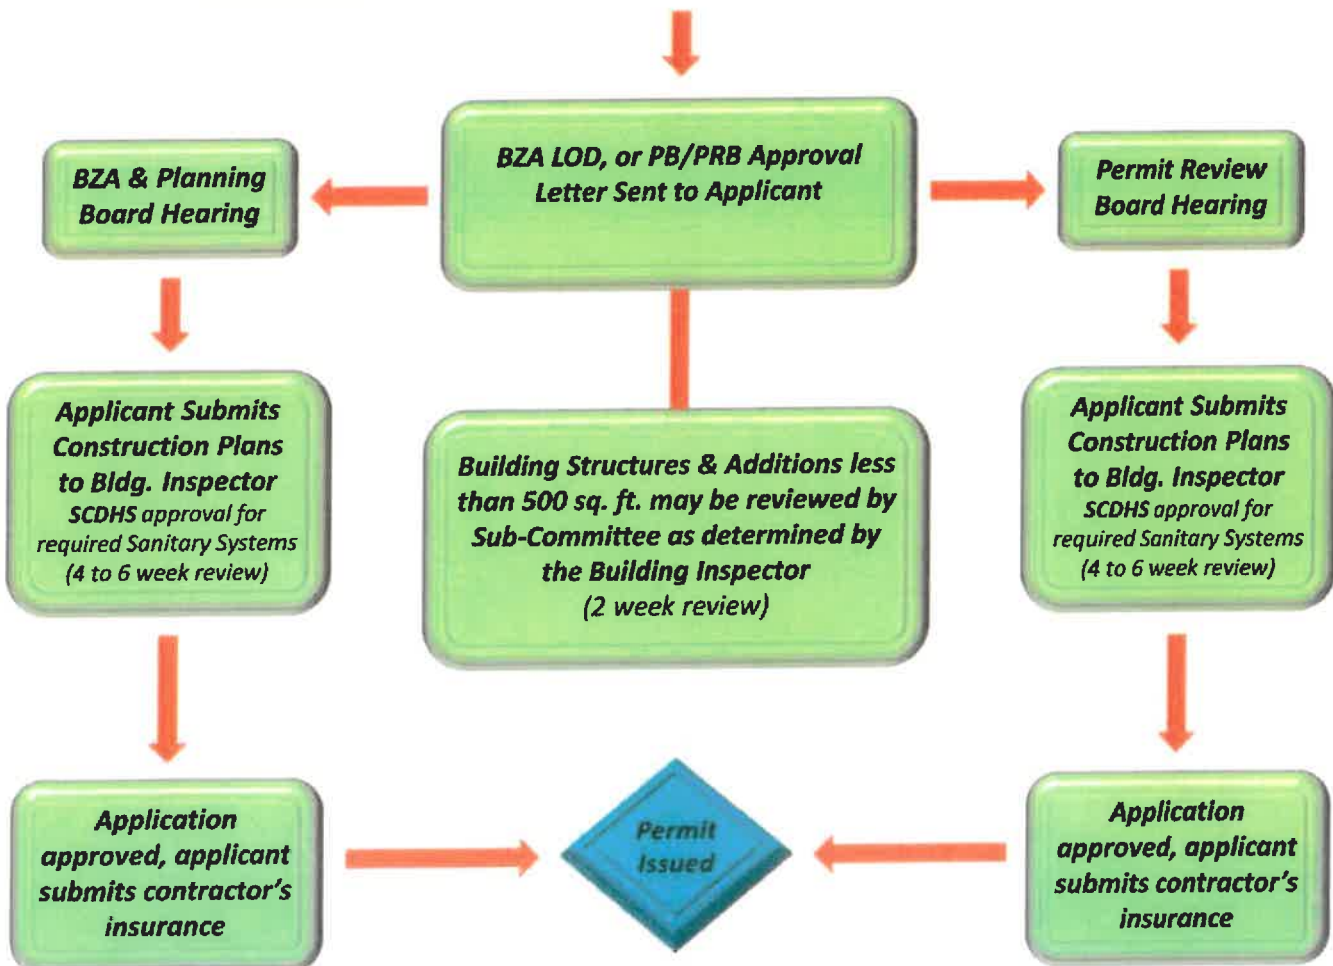 BZA LOD, or PB/PRB Approval
Letter Sent to Applicant
BZA & Planning
Board Hearing
Permit Review
Board Hearing
Applicant Submits
Construction Plans
to Bldg. Inspector
SCDHS approval for
required Sanitary Systems
(4 to 6 week review)
Building Structures & Additions less
than 500 sq. ft. may be reviewed by
Sub-Committee as determined by
the Building Inspector
(2 week review)
Applicant Submits
Construction Plans
to Bldg. Inspector
SCDHS approval for
required Sanitary Systems
(4 to 6 week review)
Application
approved, applicant
submits contractor's
insurance
Permit
Issued
Application
approved, applicant
submits contractor's
insurance